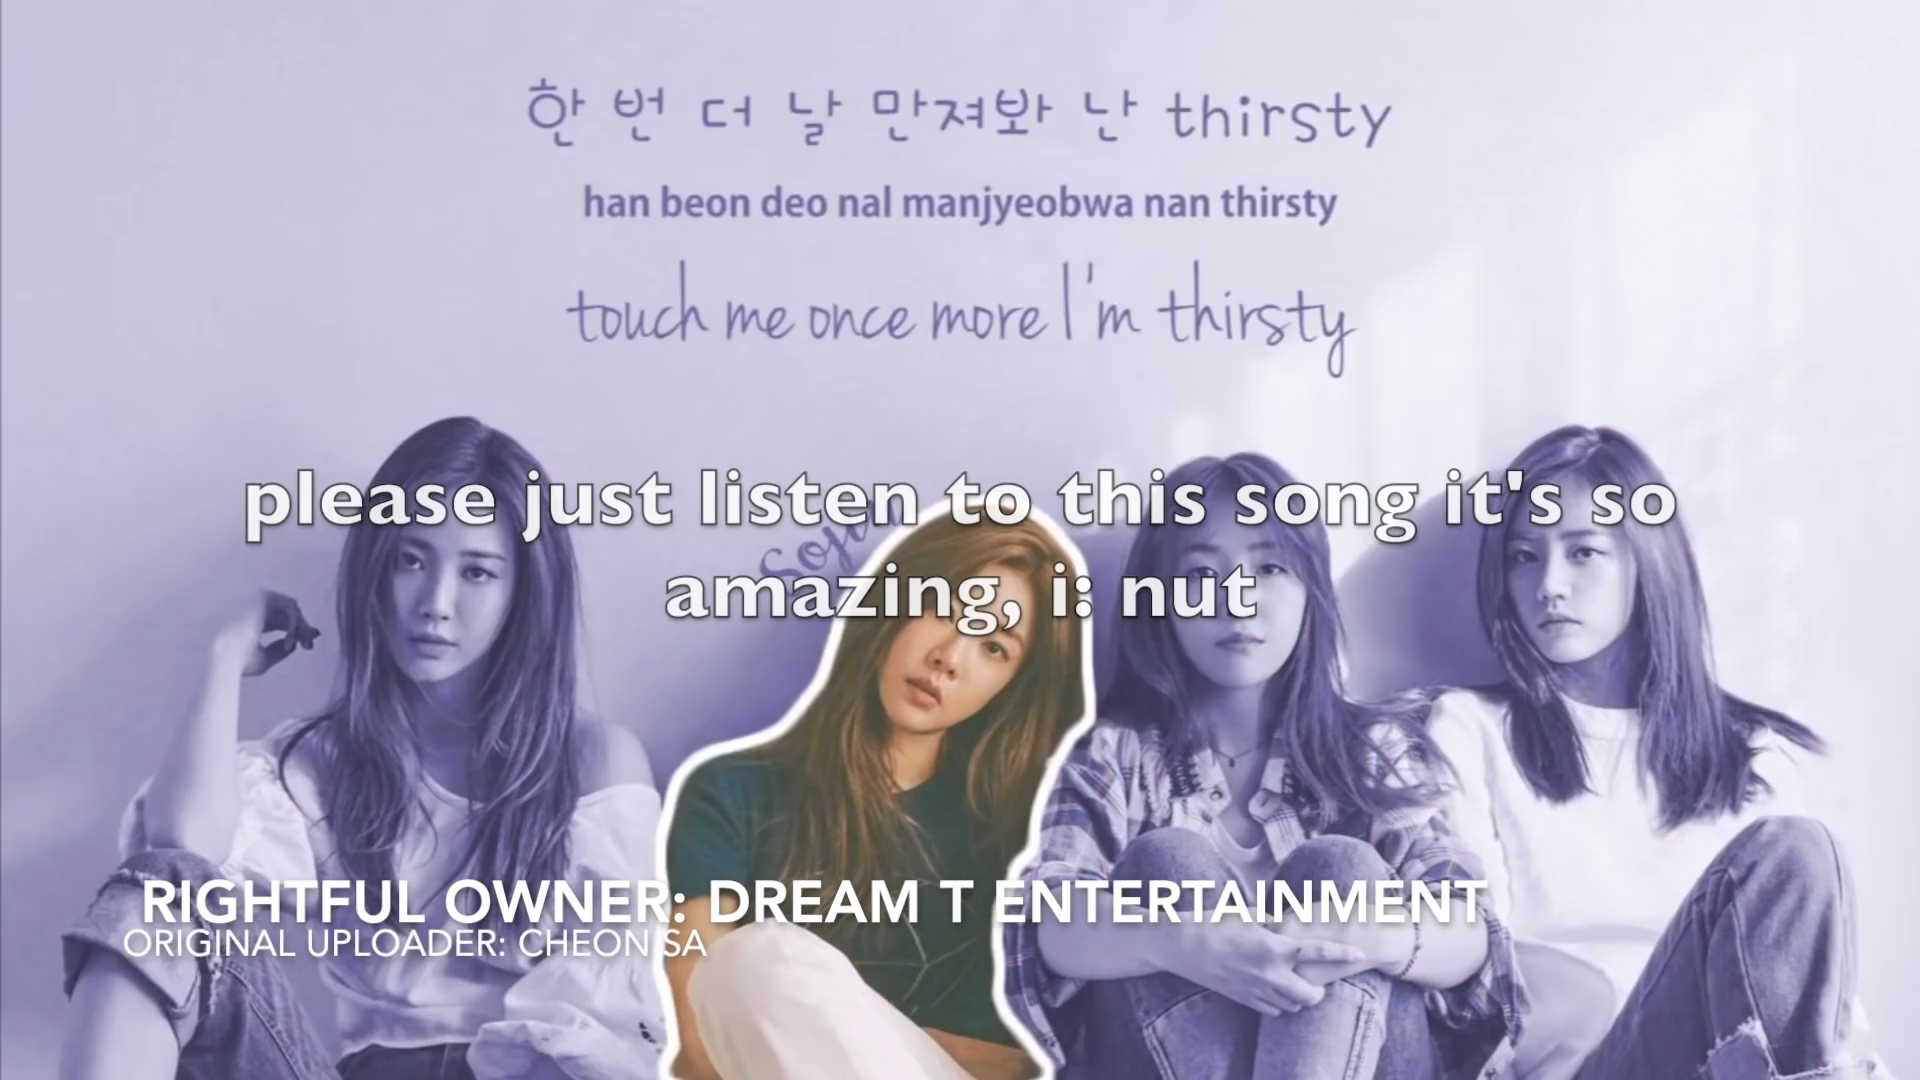 한 번 더 날 만져봐 난 thirsty
han beon deo nal manjyeobwa nan thirsty
touch me once more I'm thirsty
please just listen to this song it's so
amazing, i: nut
RIGHTFUL OWNER: DREAM T ENTERTAINMENT
ORIGINAL UPLOADER: CHEON SA